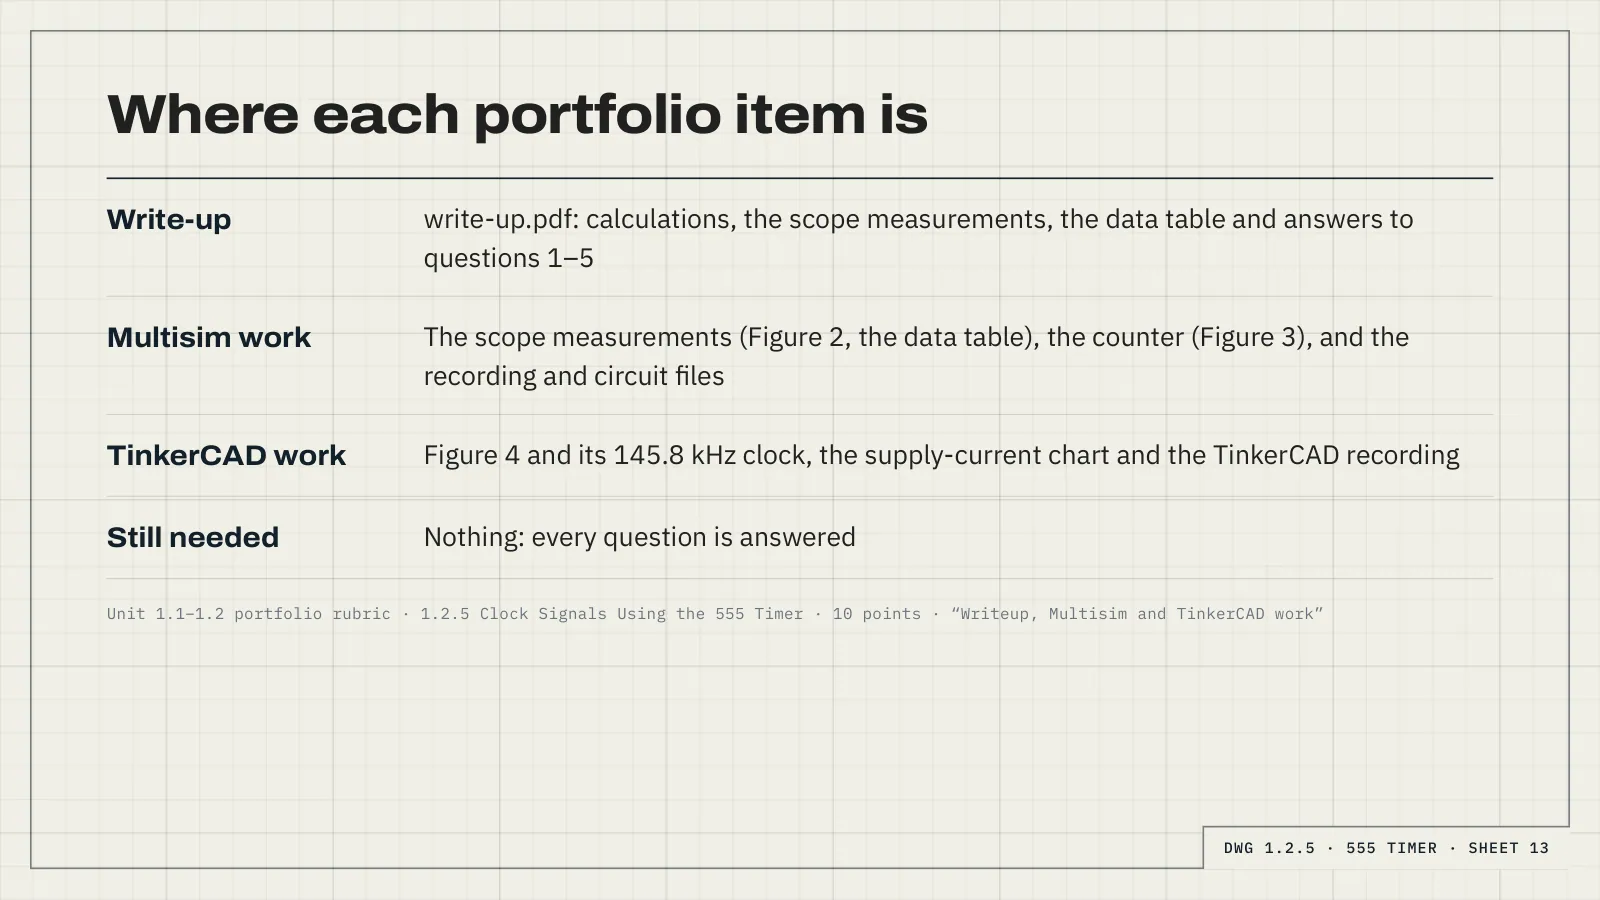 Where each portfolio item is
Write-up
write-up.pdf: calculations, the scope measurements, the data table and answers to
questions 1–5
Multisim work
The scope measurements (Figure 2, the data table), the counter (Figure 3), and the
recording and circuit files
TinkerCAD work
Figure 4 and its 145.8 kHz clock, the supply-current chart and the TinkerCAD recording
Still needed
Nothing: every question is answered
Unit 1.1–1.2 portfolio rubric · 1.2.5 Clock Signals Using the 555 Timer · 10 points · “Writeup, Multisim and TinkerCAD work”
DWG 1.2.5 · 555 TIMER · SHEET 13